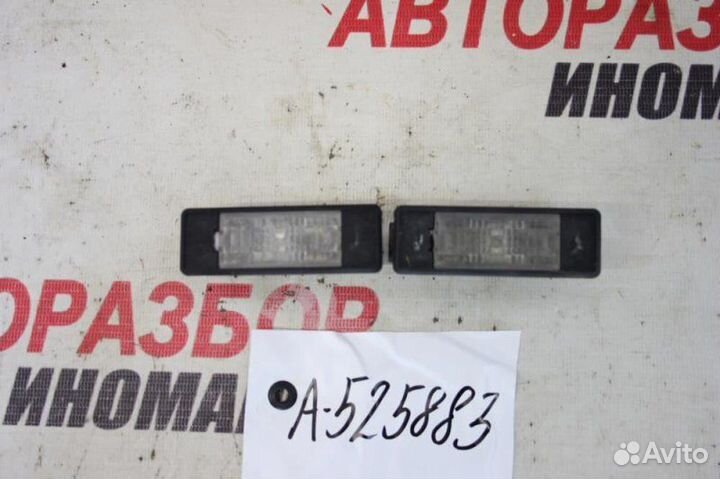 АВТОРАЗ
ИНОМ
ОРАЗБОР
ИНОМА
А-525883
Avito